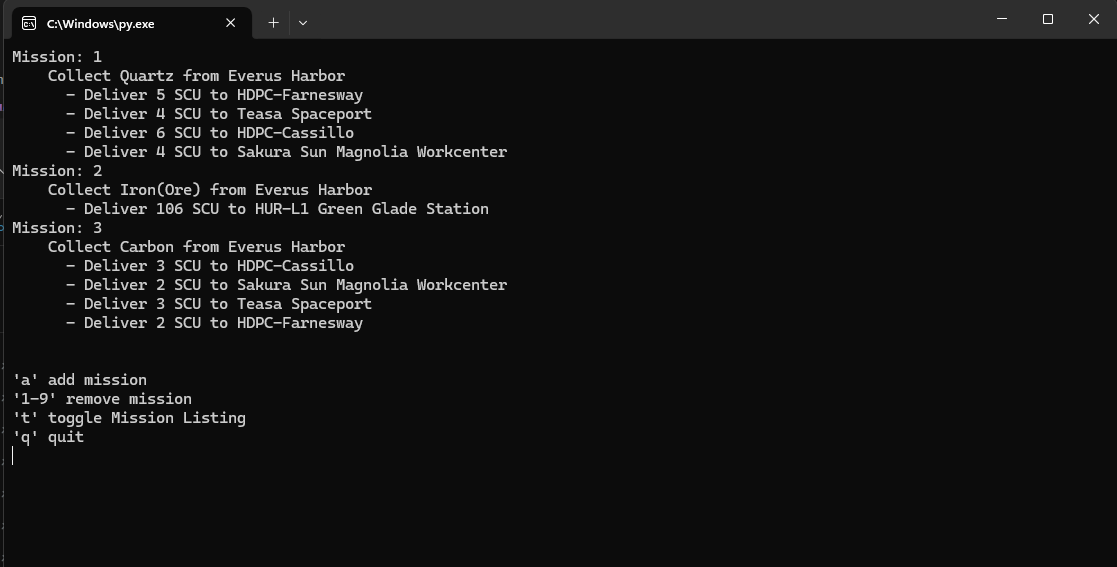 C:\Windows\py.exe
Mission: 1
    Collect Quartz from Everus Harbor
      - Deliver 5 SCU to HDPC-Farnesway
      - Deliver 4 SCU to Teasa Spaceport
      - Deliver 6 SCU to HDPC-Cassillo
      - Deliver 4 SCU to Sakura Sun Magnolia Workcenter
Mission: 2
    Collect Iron(Ore) from Everus Harbor
      - Deliver 106 SCU to HUR-L1 Green Glade Station
Mission: 3
    Collect Carbon from Everus Harbor
      - Deliver 3 SCU to HDPC-Cassillo
      - Deliver 2 SCU to Sakura Sun Magnolia Workcenter
      - Deliver 3 SCU to Teasa Spaceport
      - Deliver 2 SCU to HDPC-Farnesway
'a' add mission
'1-9' remove mission
't' toggle Mission Listing
'q' quit